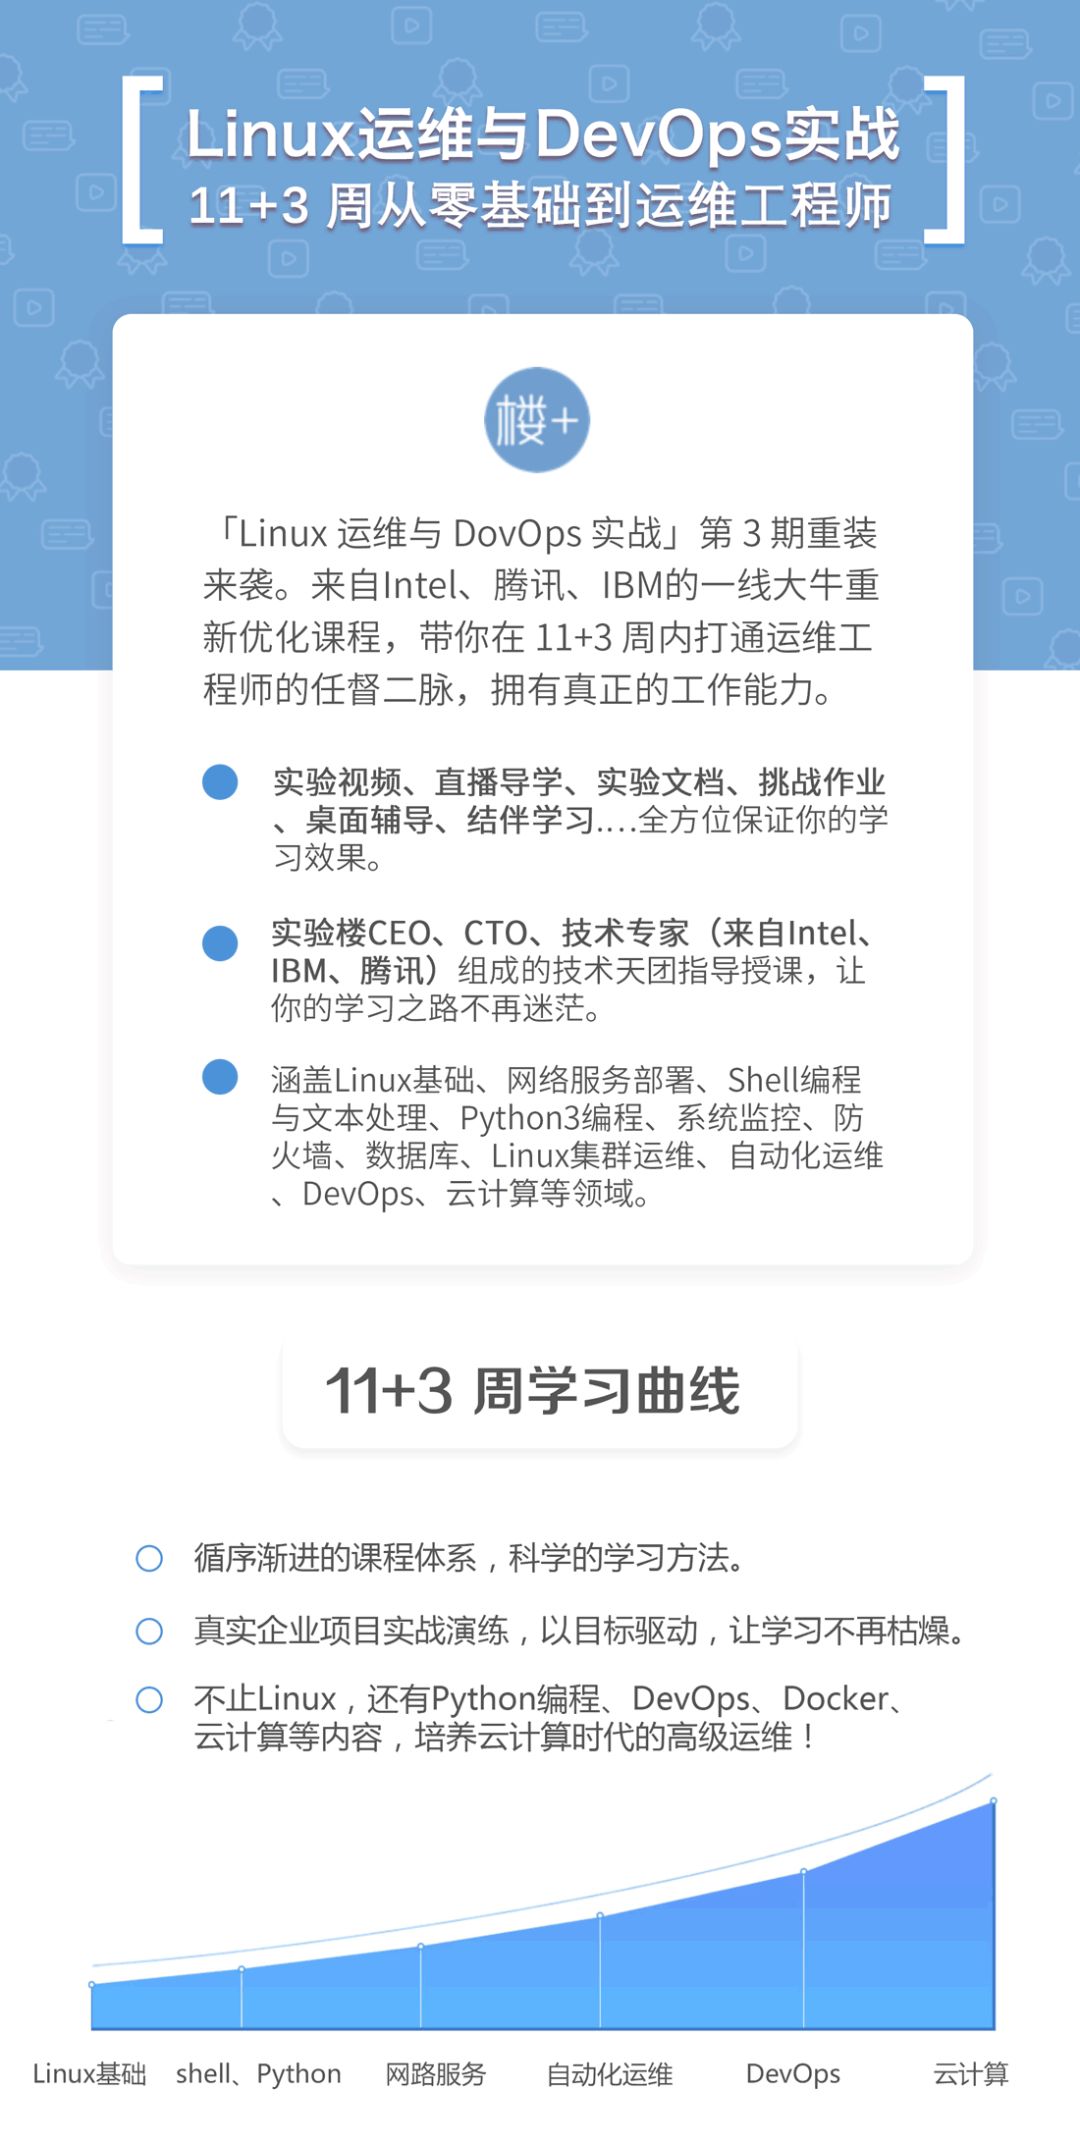 Linux运维与DevOps实战
11+3 周从零基础到运维工程师
楼+
「Linux 运维与 DovOps 实战」第 3 期重装
来袭。来自Intel、腾讯、IBM的一线大牛重
新优化课程，带你在 11+3 周内打通运维工
程师的任督二脉，拥有真正的工作能力。
实验视频、直播导学、实验文档、挑战作业
、桌面辅导、结伴学习....全方位保证你的学
习效果。
实验楼CEO、CTO、技术专家（来自Intel、
IBM、腾讯）组成的技术天团指导授课，让
你的学习之路不再迷茫。
涵盖Linux基础、网络服务部署、Shell编程
与文本处理、Python3编程、系统监控、防
火墙、数据库、Linux集群运维、自动化运维
、DevOps、云计算等领域。
11+3 周学习曲线
循序渐进的课程体系，科学的学习方法。
真实企业项目实战演练，以目标驱动，让学习不再枯燥。
不止Linux，还有Python编程、DevOps、Docker、
云计算等内容，培养云计算时代的高级运维！
Linux基础 shell、Python 网路服务 自动化运维 DevOps 云计算